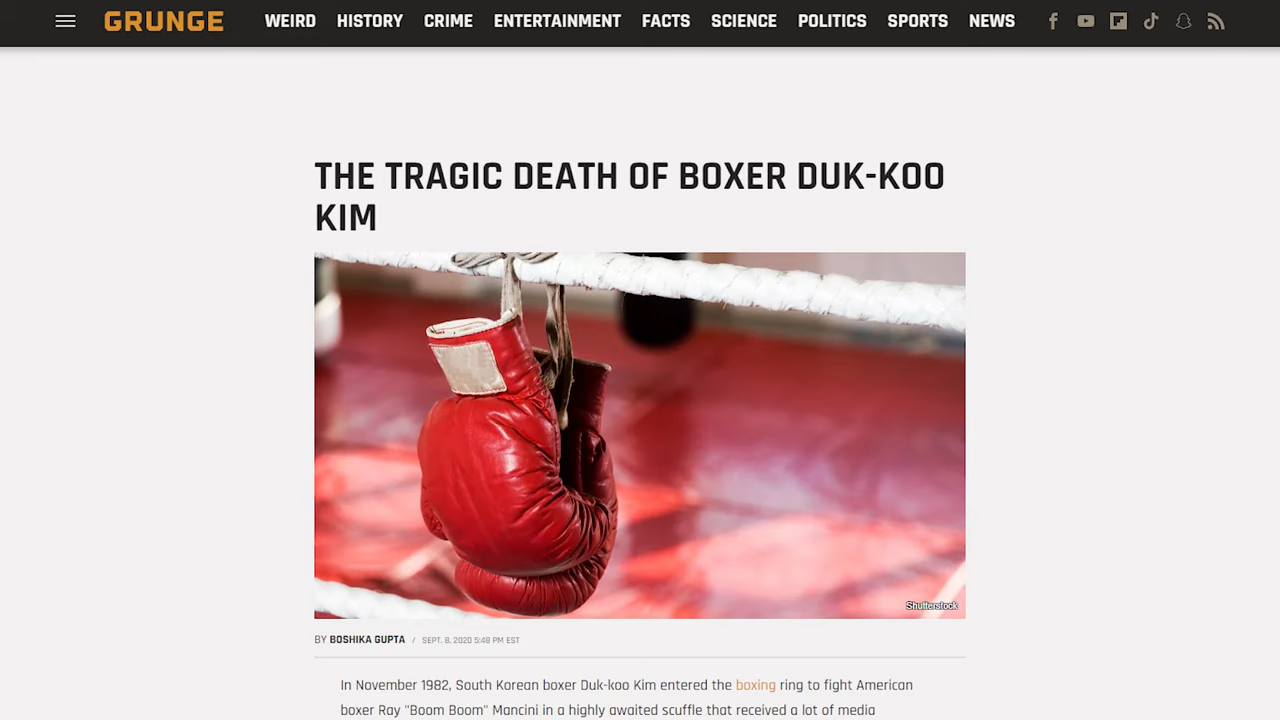 GRUNGE WEIRD HISTORY CRIME ENTERTAINMENT FACTS SCIENCE POLITICS SPORTS NEWS
THE TRAGIC DEATH OF BOXER DUK-KOO
KIM
Shutterstock
BY BOSHIKA GUPTA / SEPT. 8, 2020 5:48 PM EST
In November 1982, South Korean boxer Duk-koo Kim entered the boxing ring to fight American
boxer Ray "Boom Boom" Mancini in a highly awaited scuffle that received a lot of media